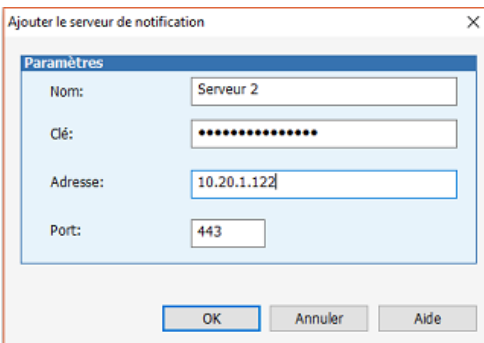 Ajouter le serveur de notification
Paramètres
Nom: Serveur 2
Clé: •••••••••••••••
Adresse: 10.20.1.122
Port: 443
OK Annuler Aide